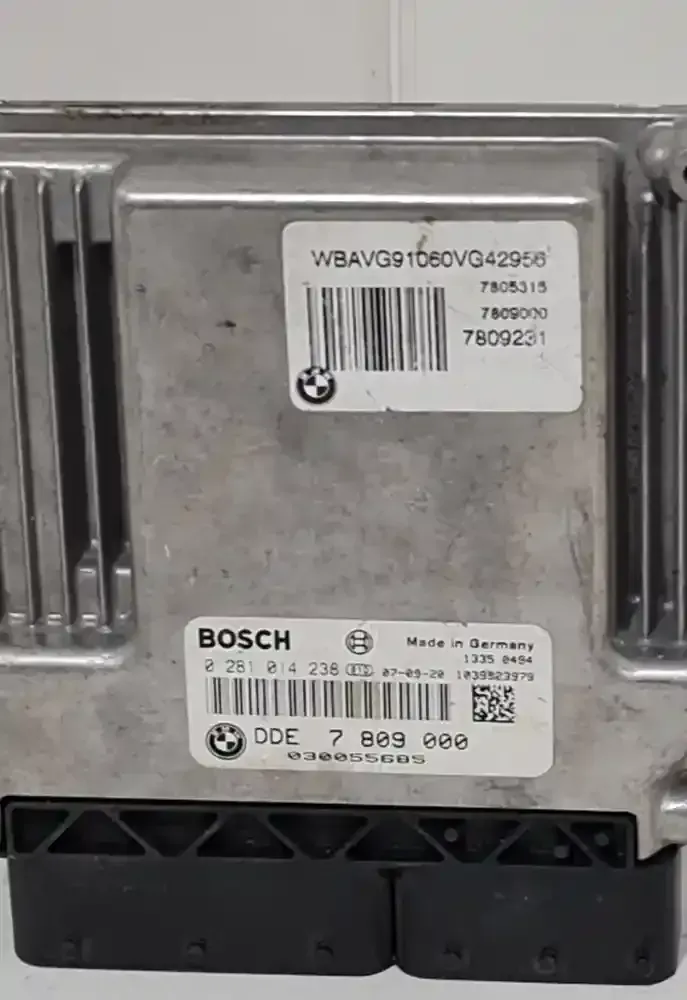 WBAVG91060VG42956
7805315
7809000
7809231
BOSCH Made in Germany
1335 0494
0 281 014 238 07-09-20 1039S23979
DDE 7 809 000
0300556B5